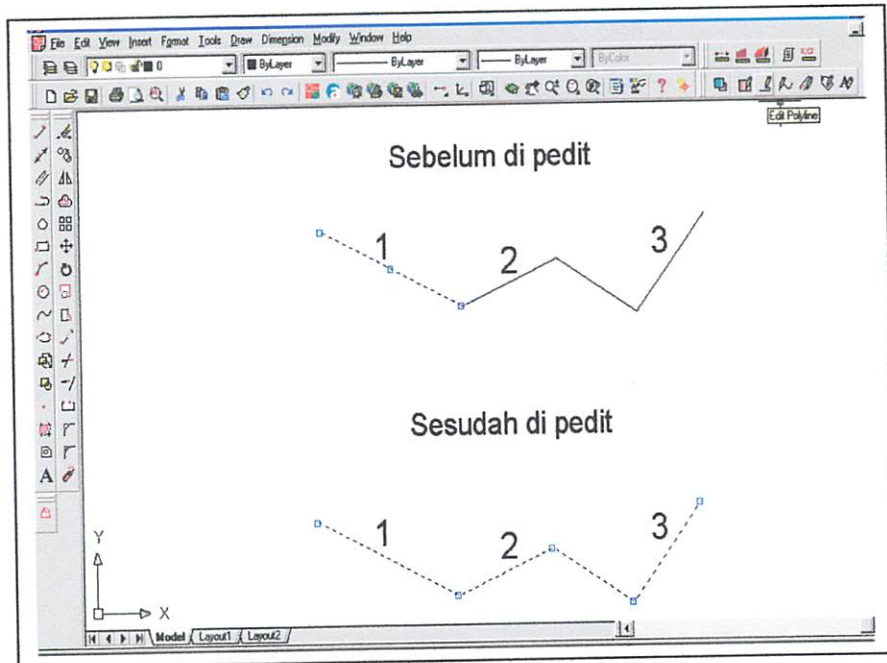 File Edit View Insert Format Tools Draw Dimension Modify Window Help
0 ByLayer ByLayer ByLayer ByColor
Edit Polyline
Sebelum di pedit
1 2 3
Sesudah di pedit
1 2 3
A
Y
X
Model Layout1 Layout2